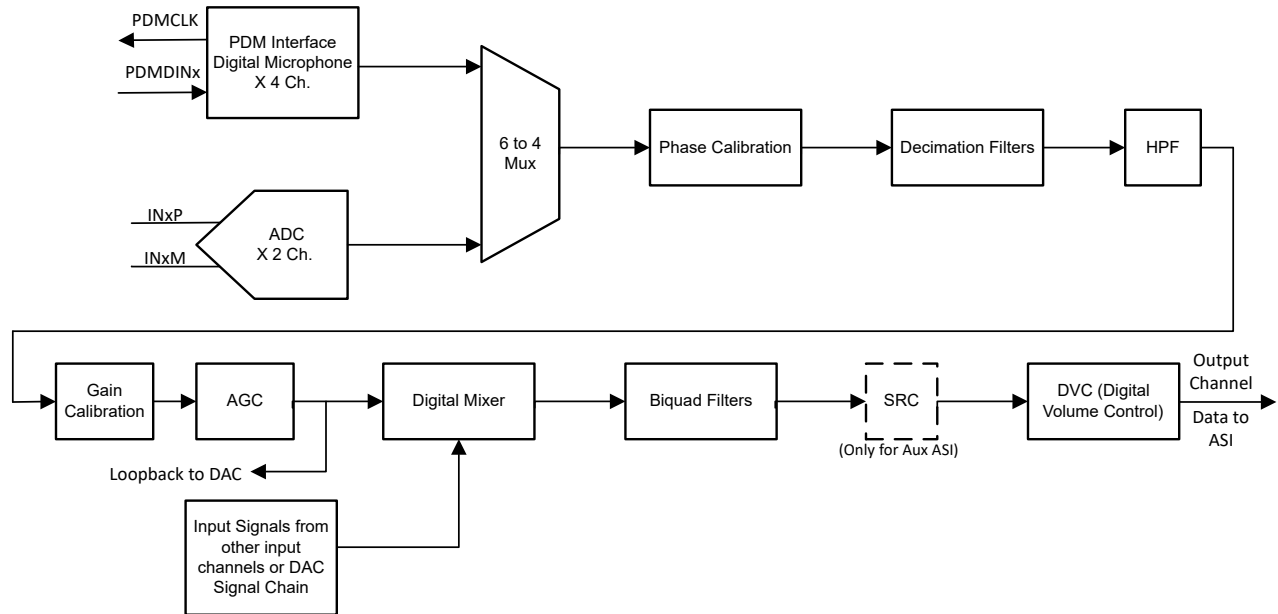 PDMCLK
PDMDINx
PDM Interface
Digital Microphone
X 4 Ch.
6 to 4
Mux
Phase Calibration
Decimation Filters
HPF
INxP
INxM
ADC
X 2 Ch.
Gain
Calibration
AGC
Digital Mixer
Biquad Filters
SRC
(Only for Aux ASI)
DVC (Digital
Volume Control)
Output
Channel
Data to
ASI
Loopback to DAC
Input Signals from
other input
channels or DAC
Signal Chain